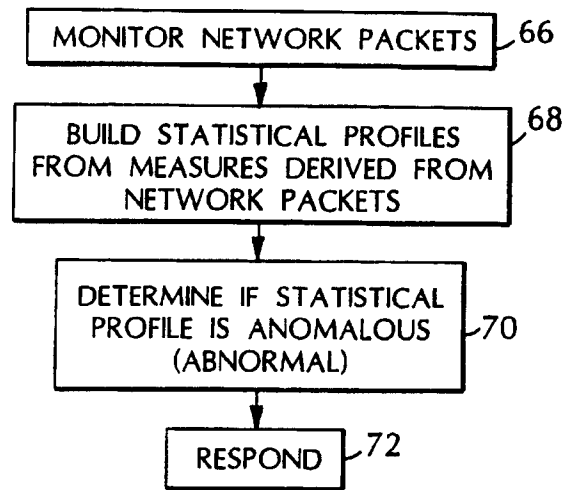 MONITOR NETWORK PACKETS 66
BUILD STATISTICAL PROFILES 68
FROM MEASURES DERIVED FROM
NETWORK PACKETS
DETERMINE IF STATISTICAL
PROFILE IS ANOMALOUS 70
(ABNORMAL)
RESPOND 72